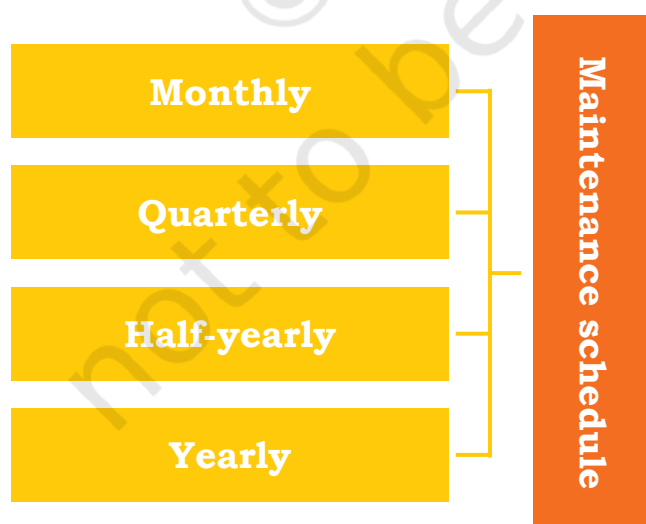 Monthly
Quarterly
Half-yearly
Yearly
Maintenance schedule
not to be